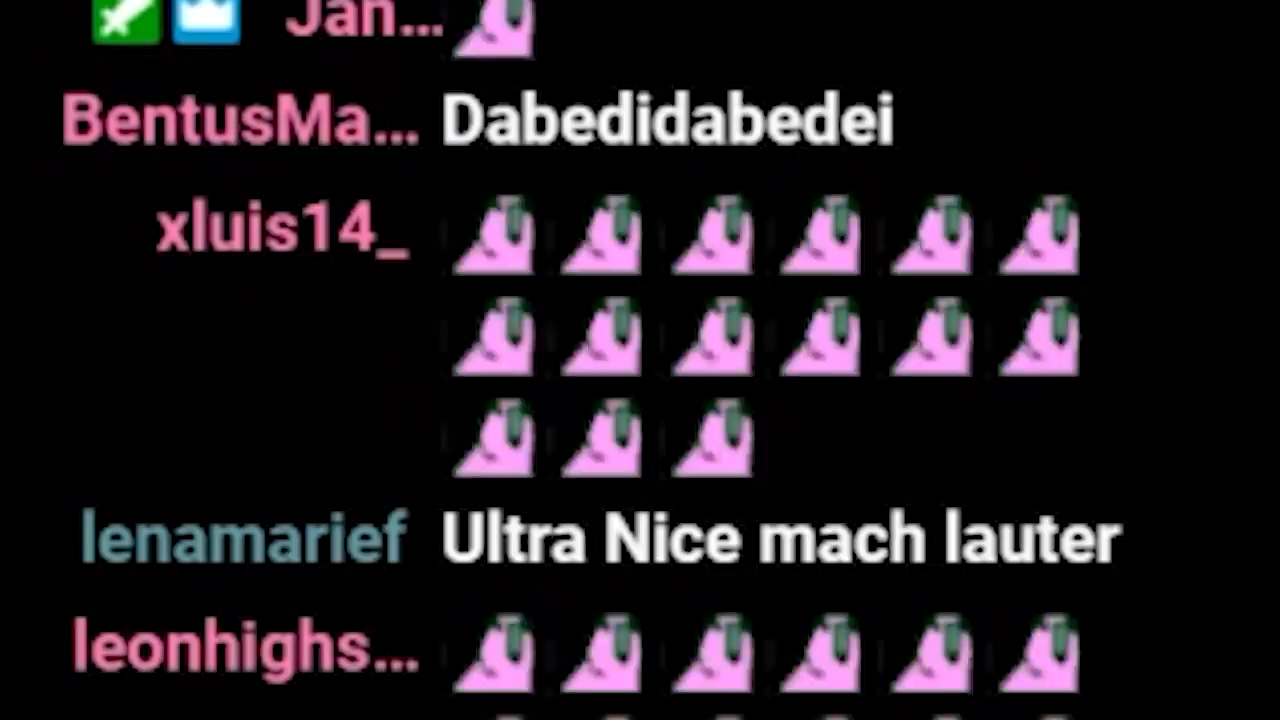 Jan...
BentusMa... Dabedidabedei
xluis14_
lenamarief Ultra Nice mach lauter
leonhighs...